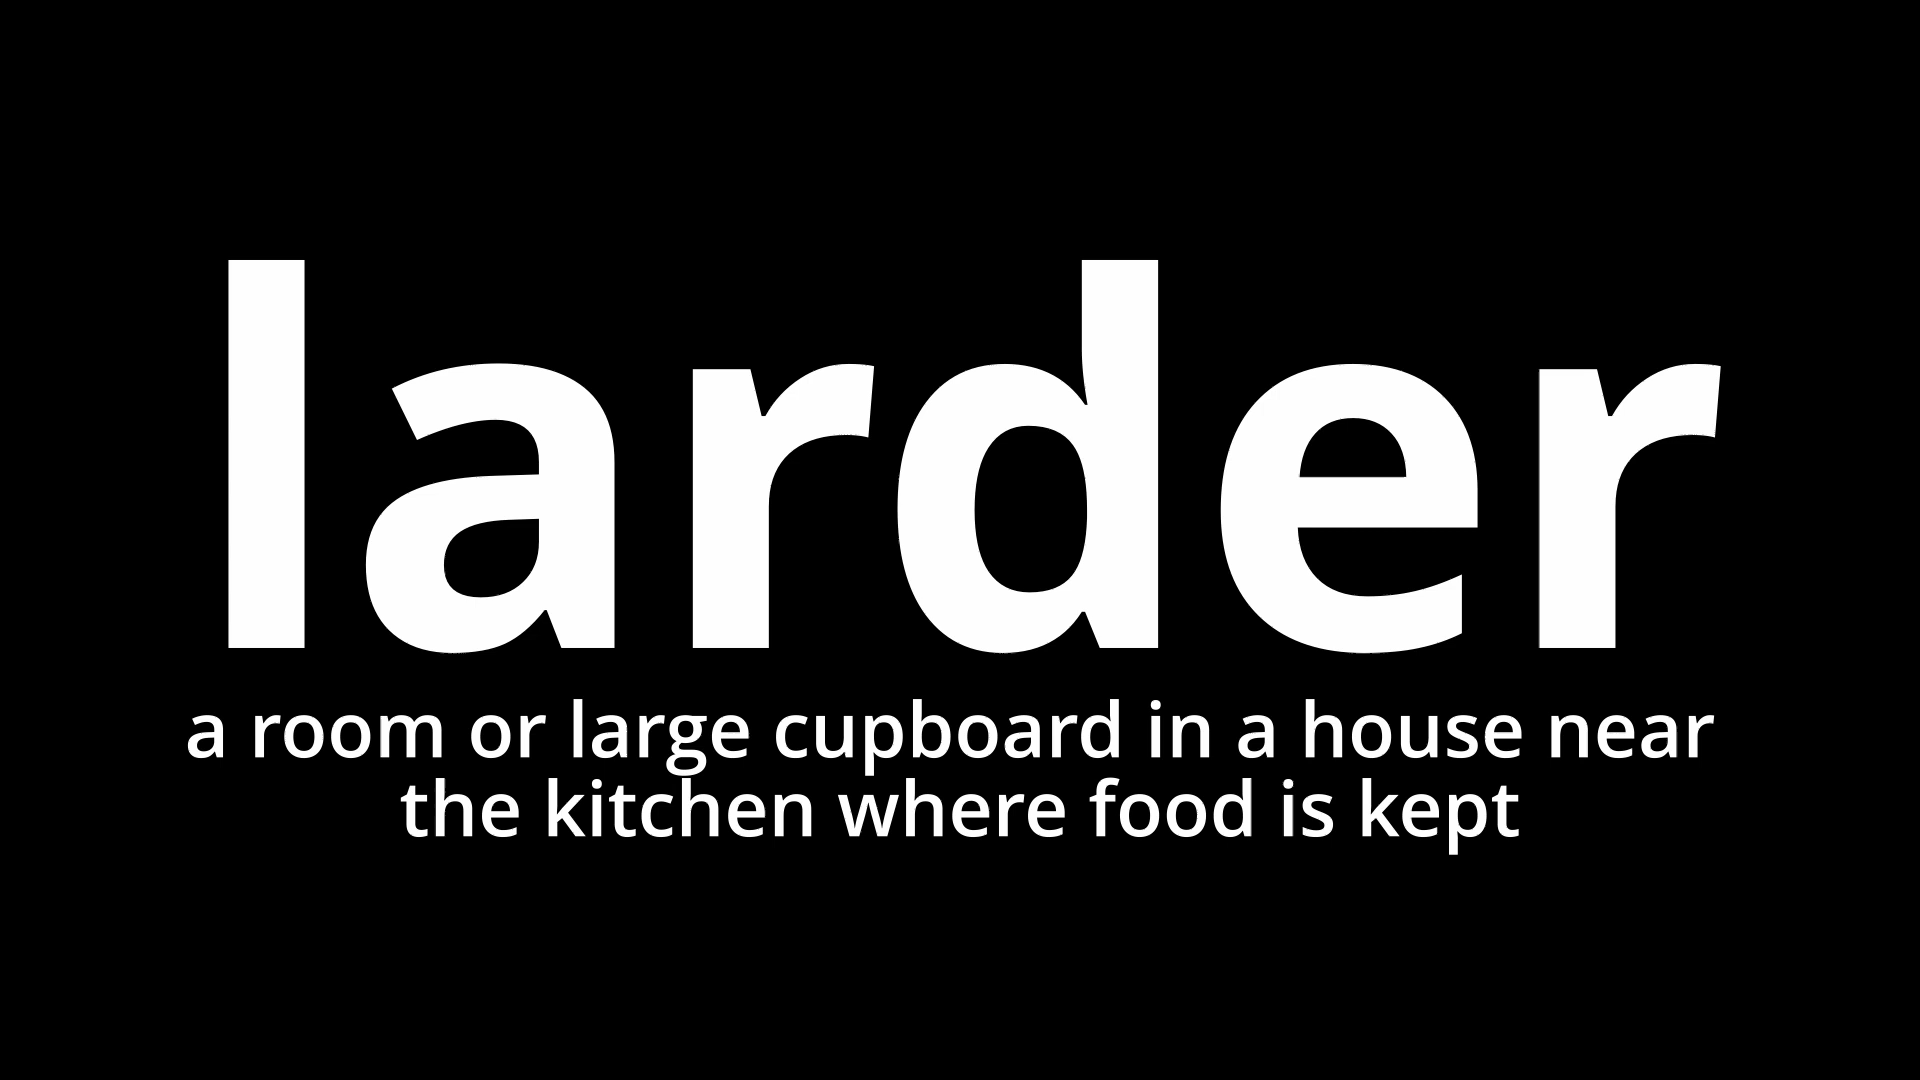 larder
a room or large cupboard in a house near
the kitchen where food is kept